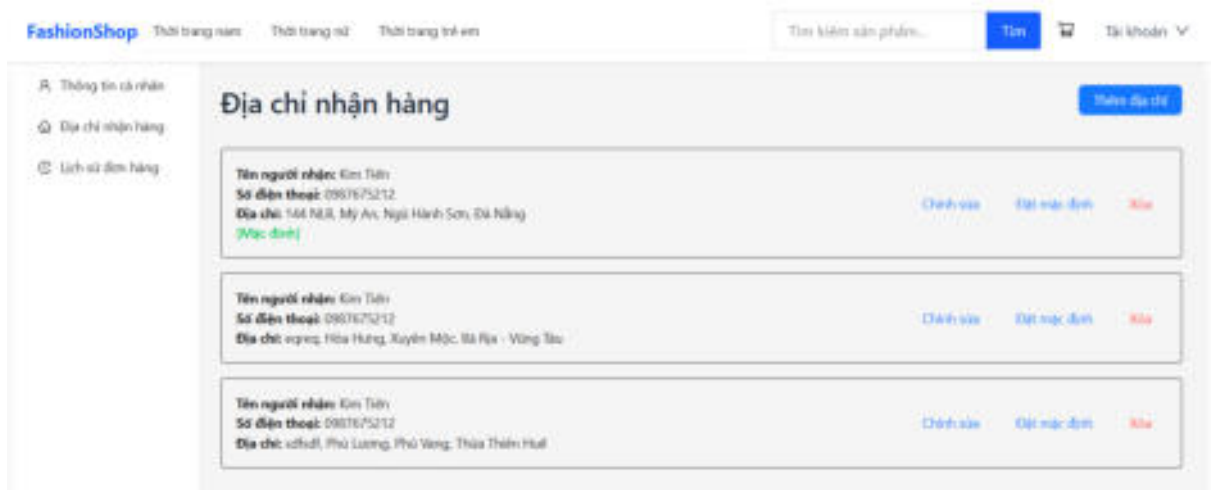 FashionShop Thời trang nam Thời trang nữ Thời trang trẻ em Tìm kiếm sản phẩm... Tìm Tài khoản
Thông tin cá nhân
Địa chỉ nhận hàng
Lịch sử đơn hàng
Địa chỉ nhận hàng
Thêm địa chỉ
Tên người nhận: Kim Tiến
Số điện thoại: 0987675212
Địa chỉ: 144 NLB, Mỹ An, Ngũ Hành Sơn, Đà Nẵng
(Mặc định)
Chỉnh sửa Đặt mặc định Xóa
Tên người nhận: Kim Tiến
Số điện thoại: 0987675212
Địa chỉ: Hòa Hưng, Xuyên Mộc, Bà Rịa - Vũng Tàu
Chỉnh sửa Đặt mặc định Xóa
Tên người nhận: Kim Tiến
Số điện thoại: 0987675212
Địa chỉ: Phú Lương, Phú Vang, Thừa Thiên Huế
Chỉnh sửa Đặt mặc định Xóa